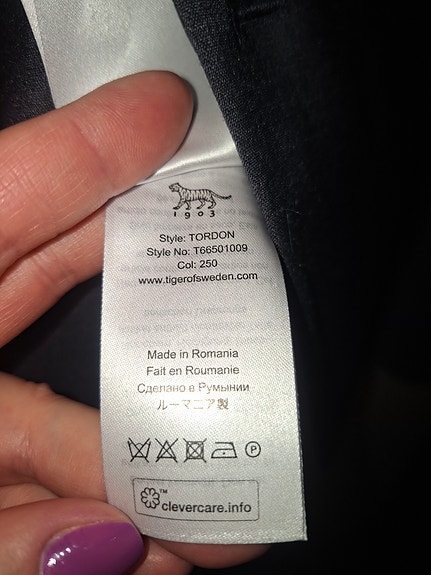 1903
Style: TORDON
Style No: T66501009
Col: 250
www.tigerofsweden.com
Made in Romania
Fait en Roumanie
Сделано в Румынии
ルーマニア製
P
™
clevercare.info